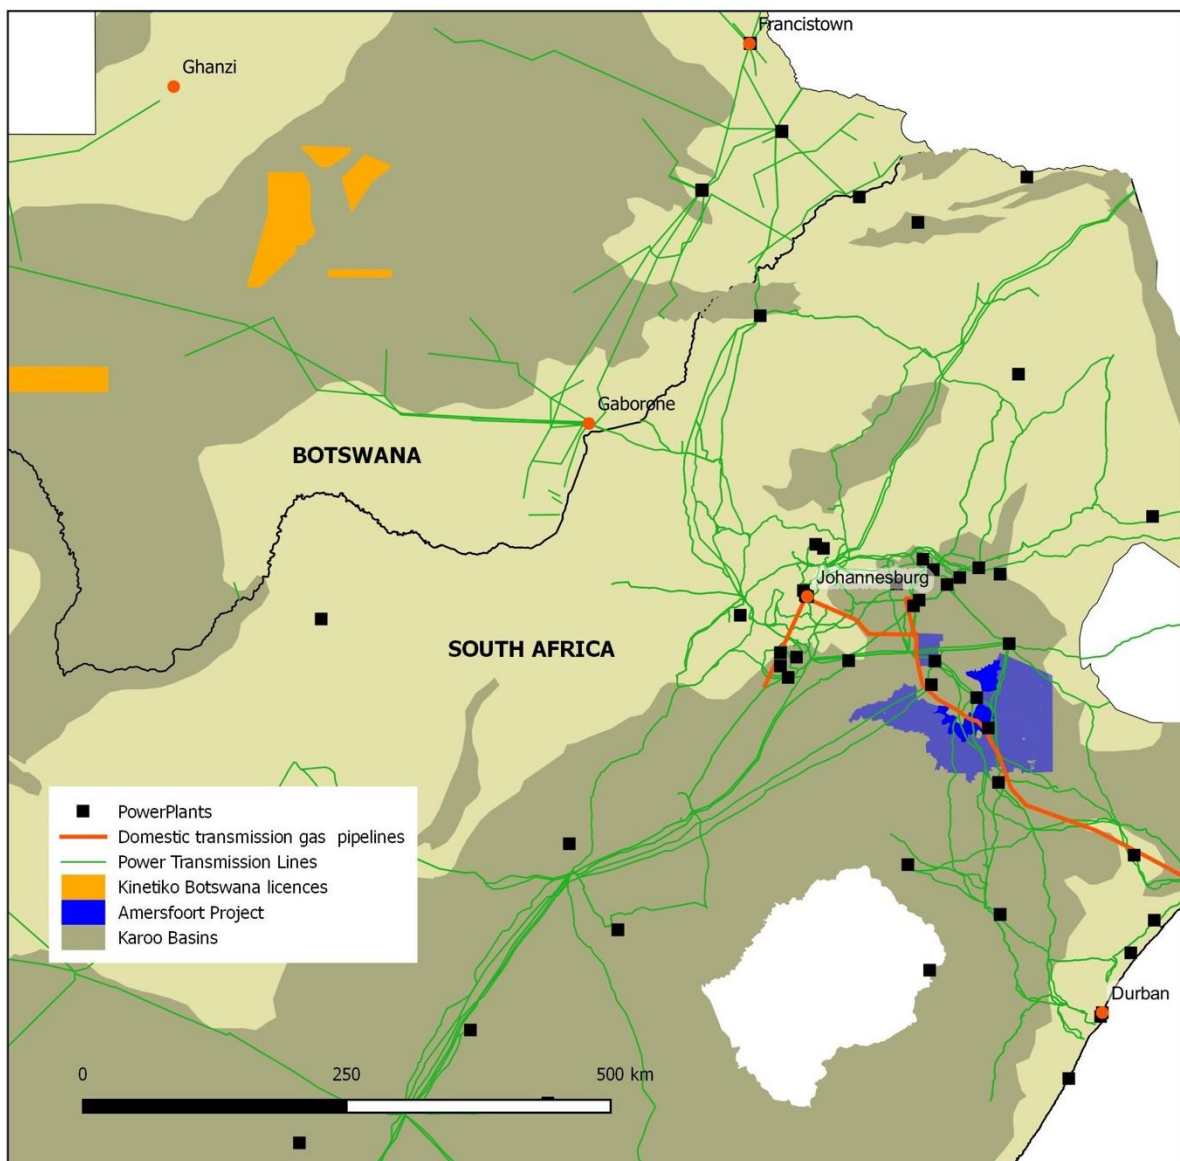 Francistown
Ghanzi
Gaborone
BOTSWANA
Johannesburg
SOUTH AFRICA
PowerPlants
Domestic transmission gas pipelines
Power Transmission Lines
Kinetiko Botswana licences
Amersfoort Project
Karoo Basins
Durban
0 250 500 km